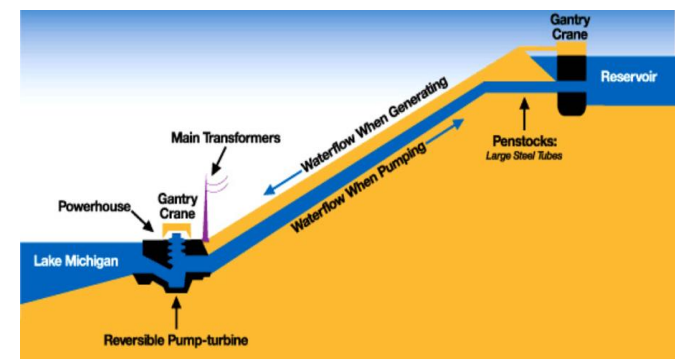 Gantry
Crane
Reservoir
Waterflow When Generating
Main Transformers
Penstocks:
Large Steel Tubes
Waterflow When Pumping
Gantry
Crane
Powerhouse
Lake Michigan
Reversible Pump-turbine